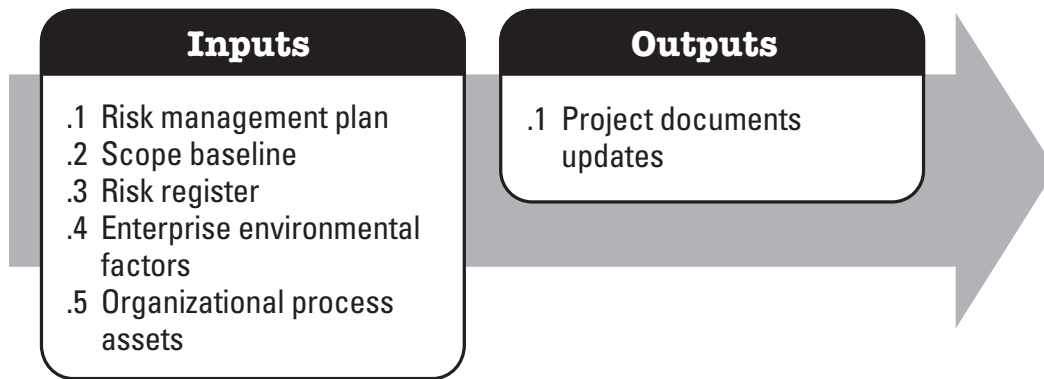 Inputs
.1 Risk management plan
.2 Scope baseline
.3 Risk register
.4 Enterprise environmental
factors
.5 Organizational process
assets
Outputs
.1 Project documents
updates